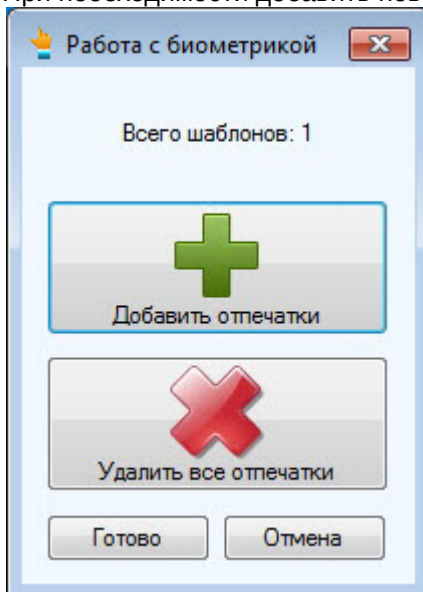 Работа с биометрикой
Всего шаблонов: 1
Добавить отпечатки
Удалить все отпечатки
Готово
Отмена